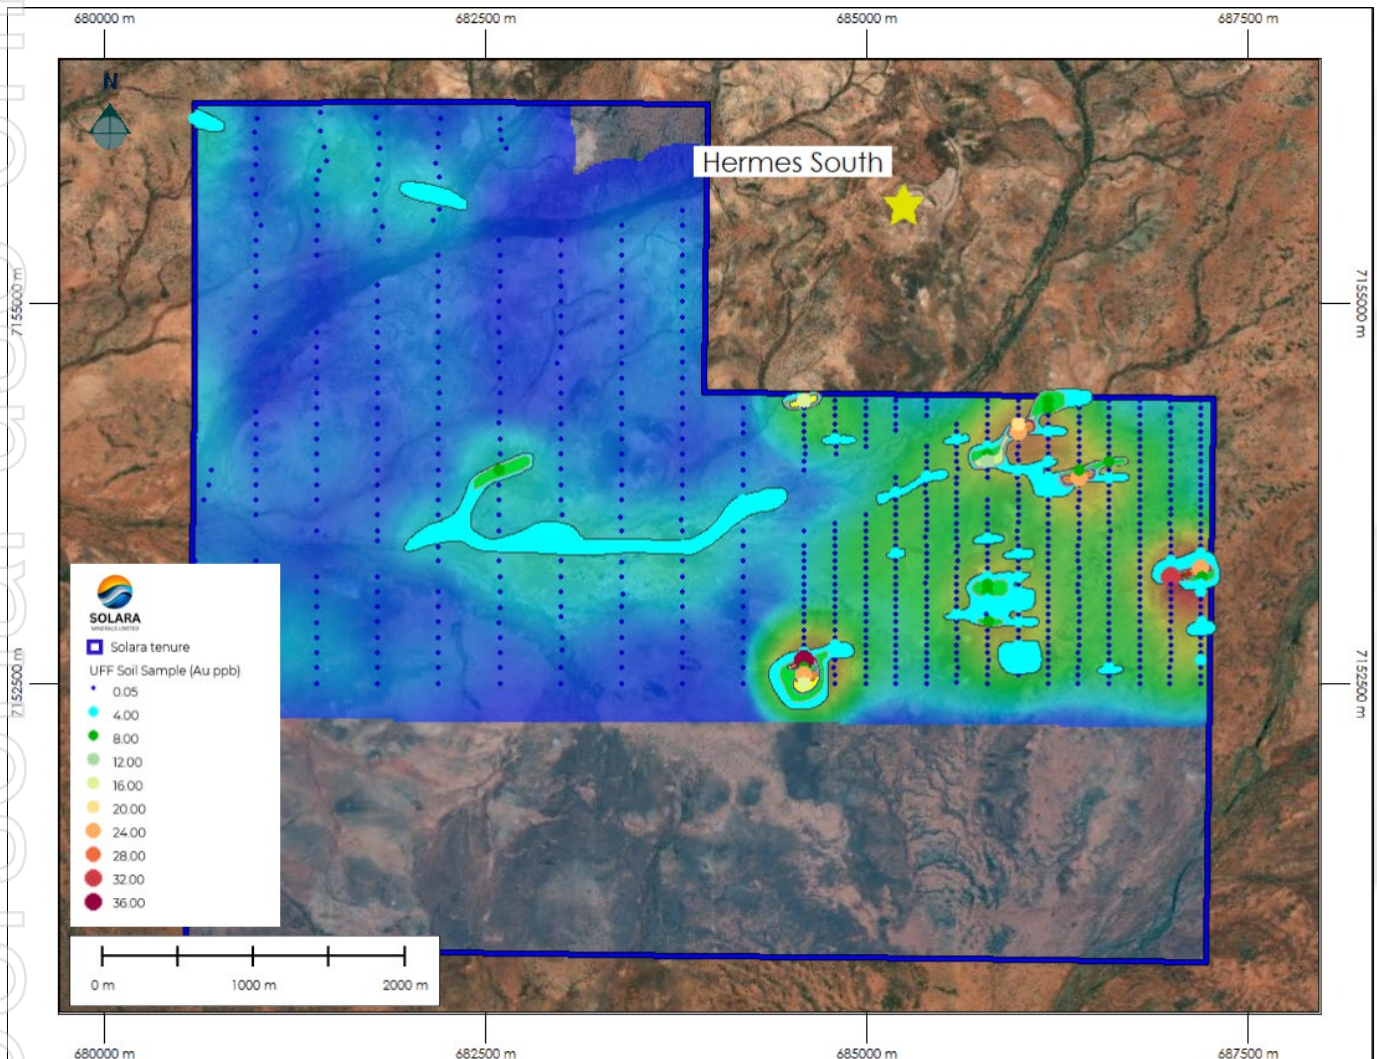 680000 m
682500 m
685000 m
687500 m
N
Hermes South
7155000 m
7155000 m
SOLARA
MINERALS LIMITED
Solara tenure
UFF Soil Sample (Au ppb)
0.05
4.00
8.00
12.00
16.00
20.00
24.00
28.00
32.00
36.00
7152500 m
7152500 m
0 m
1000 m
2000 m
680000 m
682500 m
685000 m
687500 m